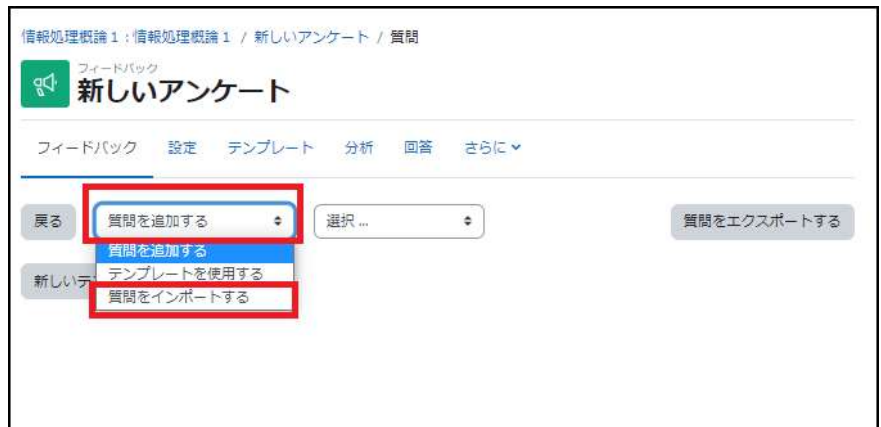 情報処理概論1:情報処理概論1 / 新しいアンケート / 質問
フィードバック
新しいアンケート
フィードバック 設定 テンプレート 分析 回答 さらに
戻る 質問を追加する 選択 ... 質問をエクスポートする
質問を追加する
テンプレートを使用する
新しいテ
質問をインポートする